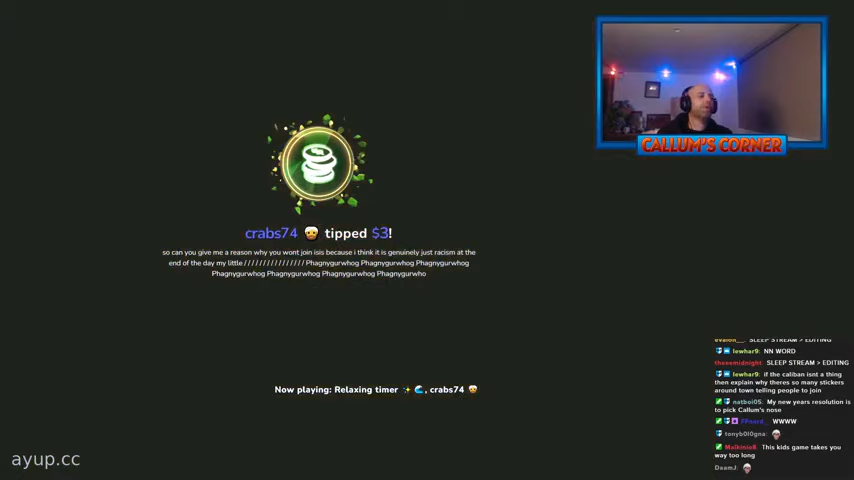 CALLUM'S CORNER
crabs74 tipped $3!
so can you give me a reason why you wont join isis because i think it is genuinely just racism at the
end of the day my little / / / / / / / / / / / / / / / / Phagnygurwhog Phagnygurwhog Phagnygurwhog
Phagnygurwhog Phagnygurwhog Phagnygurwhog Phagnygurwho
Now playing: Relaxing timer ✨ 🌊, crabs74
SLEEP STREAM > EDITING
lewhar9: NN WORD
SLEEP STREAM > EDITING
lewhar9: if the caliban isnt a thing
then explain why theres so many stickers
around town telling people to join
natboi05: My new years resolution is
to pick Callum's nose
WWWW
tonyb0l0gna:
Malkinio8: This kids game takes you
way too long
DaamJ:
ayup.cc